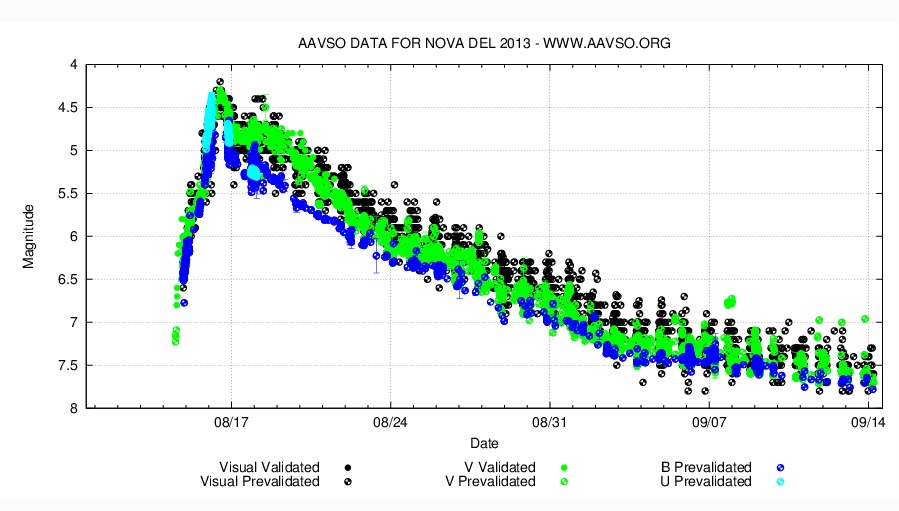 AAVSO DATA FOR NOVA DEL 2013 - WWW.AAVSO.ORG
4
4.5
5
5.5
6
6.5
7
7.5
8
Magnitude
08/17 08/24 08/31 09/07 09/14
Date
Visual Validated V Validated B Prevalidated
Visual Prevalidated V Prevalidated U Prevalidated